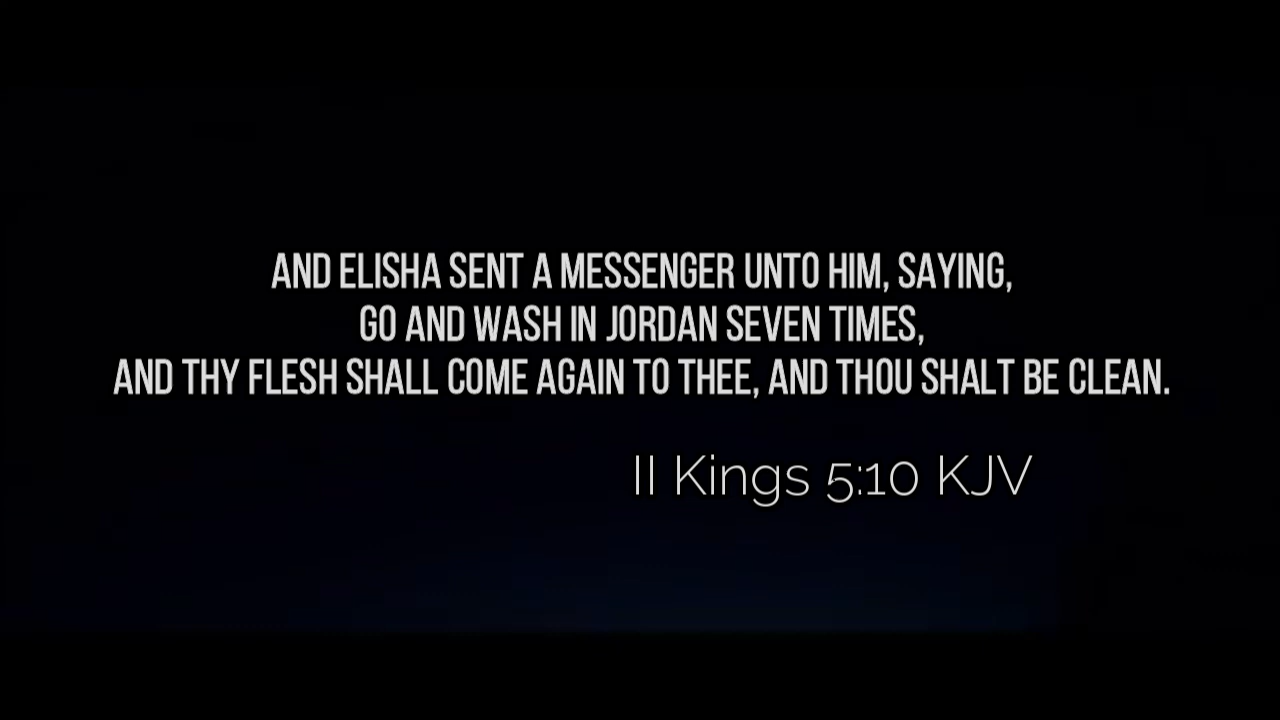 AND ELISHA SENT A MESSENGER UNTO HIM, SAYING,
GO AND WASH IN JORDAN SEVEN TIMES,
AND THY FLESH SHALL COME AGAIN TO THEE, AND THOU SHALT BE CLEAN.
II Kings 5:10 KJV